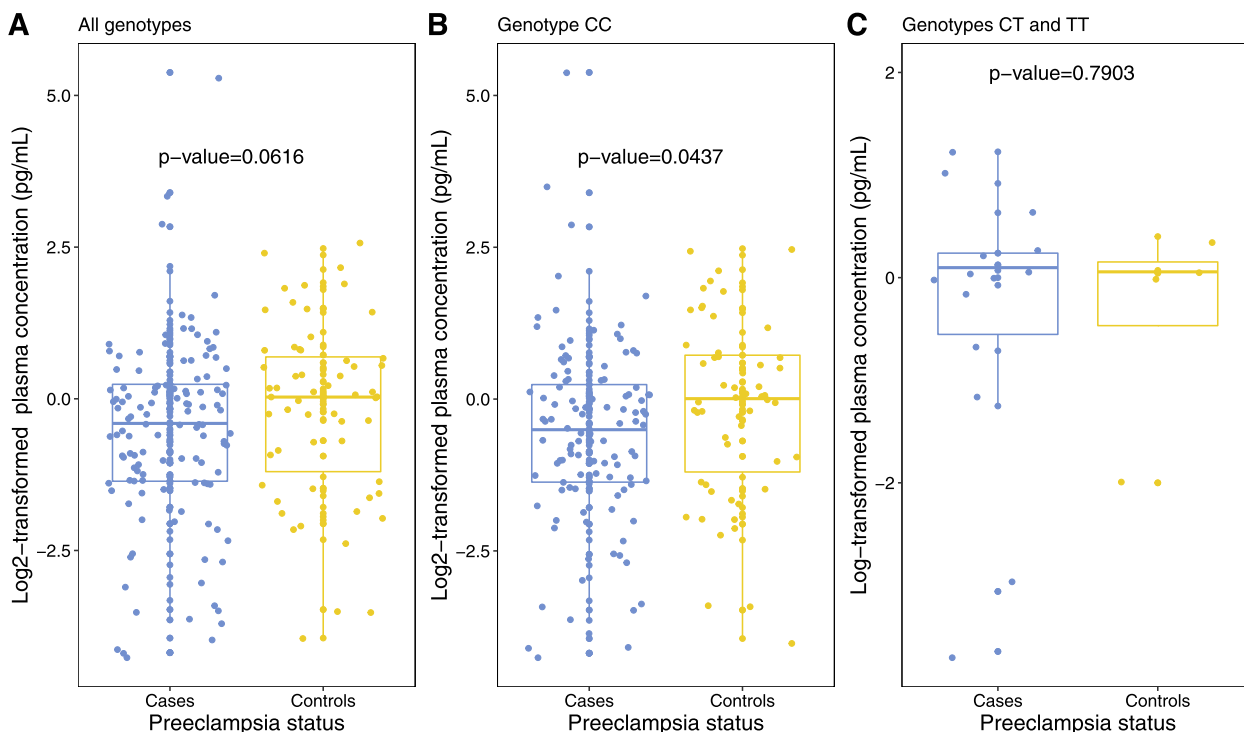 A All genotypes
Log2−transformed plasma concentration (pg/mL)
5.0
2.5
0.0
−2.5
p−value=0.0616
Cases Controls
Preeclampsia status
B Genotype CC
Log2−transformed plasma concentration (pg/mL)
5.0
2.5
0.0
−2.5
p−value=0.0437
Cases Controls
Preeclampsia status
C Genotypes CT and TT
Log−transformed plasma concentration (pg/mL)
2
0
−2
p−value=0.7903
Cases Controls
Preeclampsia status